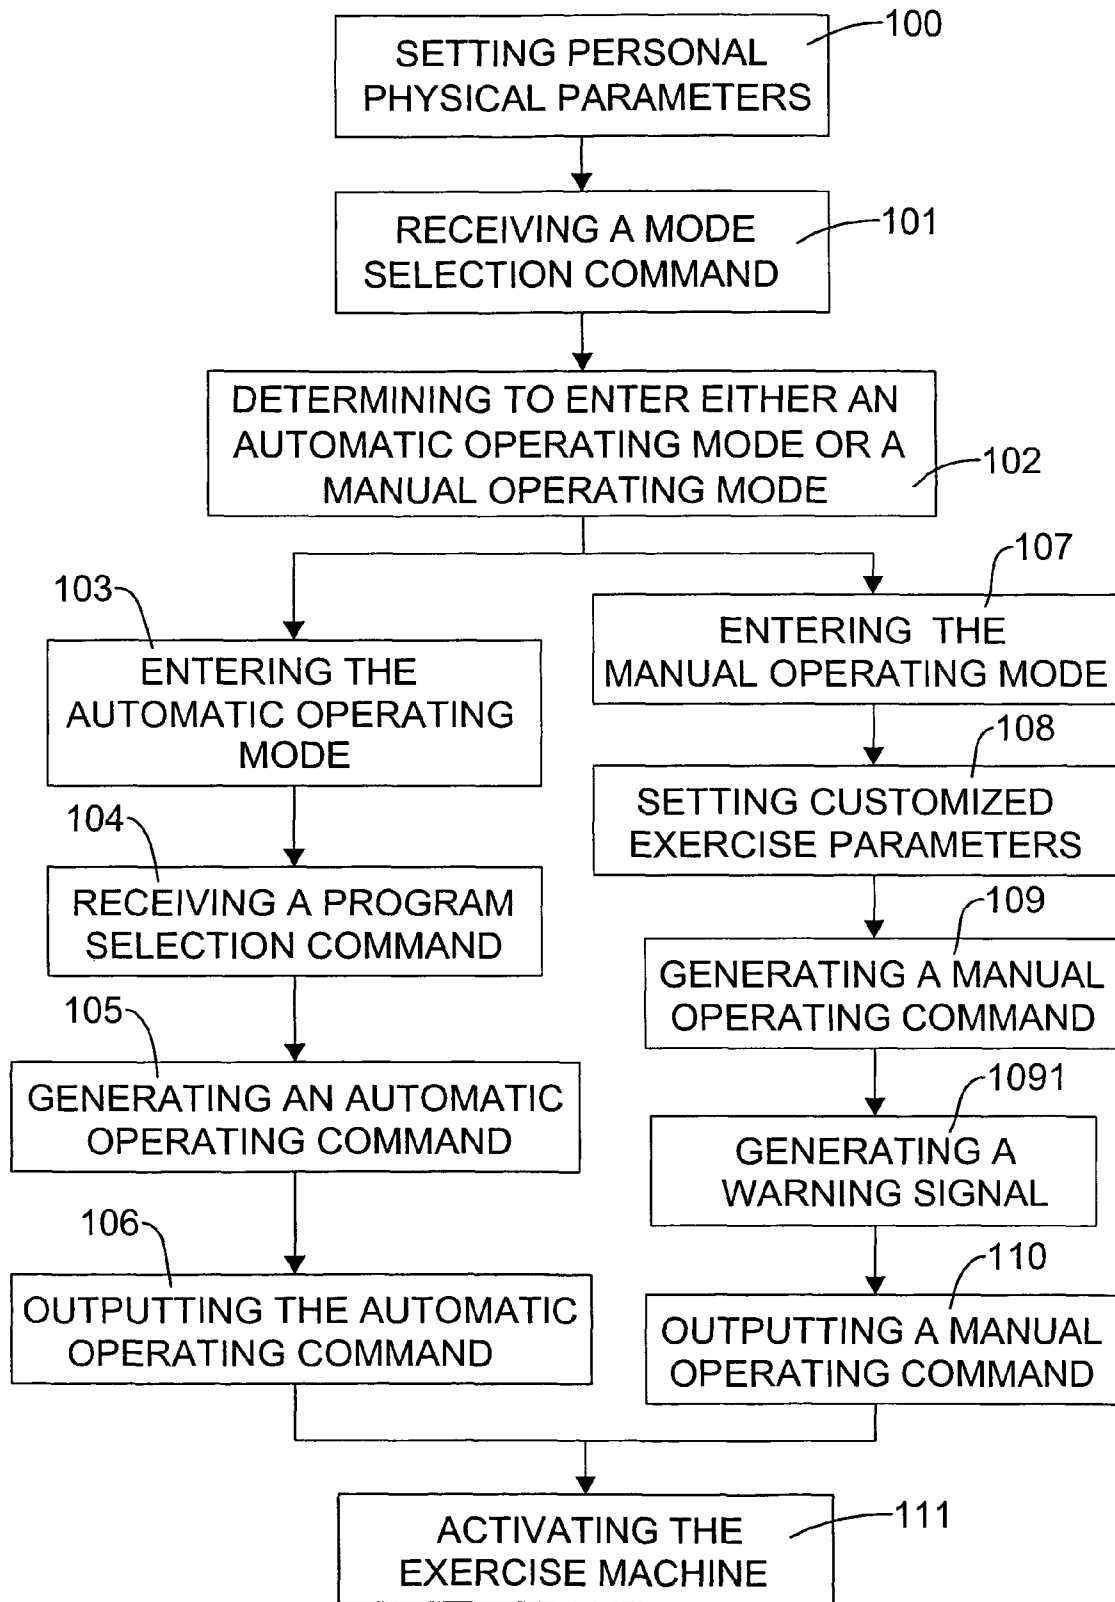 100
SETTING PERSONAL
PHYSICAL PARAMETERS
101
RECEIVING A MODE
SELECTION COMMAND
DETERMINING TO ENTER EITHER AN
AUTOMATIC OPERATING MODE OR A
MANUAL OPERATING MODE
102
103
ENTERING THE
AUTOMATIC OPERATING
MODE
104
RECEIVING A PROGRAM
SELECTION COMMAND
105
GENERATING AN AUTOMATIC
OPERATING COMMAND
106
OUTPUTTING THE AUTOMATIC
OPERATING COMMAND
107
ENTERING THE
MANUAL OPERATING MODE
108
SETTING CUSTOMIZED
EXERCISE PARAMETERS
109
GENERATING A MANUAL
OPERATING COMMAND
1091
GENERATING A
WARNING SIGNAL
110
OUTPUTTING A MANUAL
OPERATING COMMAND
ACTIVATING THE
EXERCISE MACHINE
111